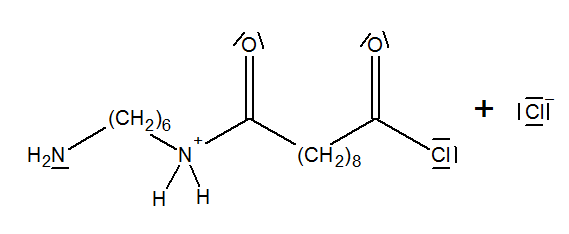 O O
(CH₂)₆ + Cl⁻
H₂N N⁺ (CH₂)₈ Cl
H H